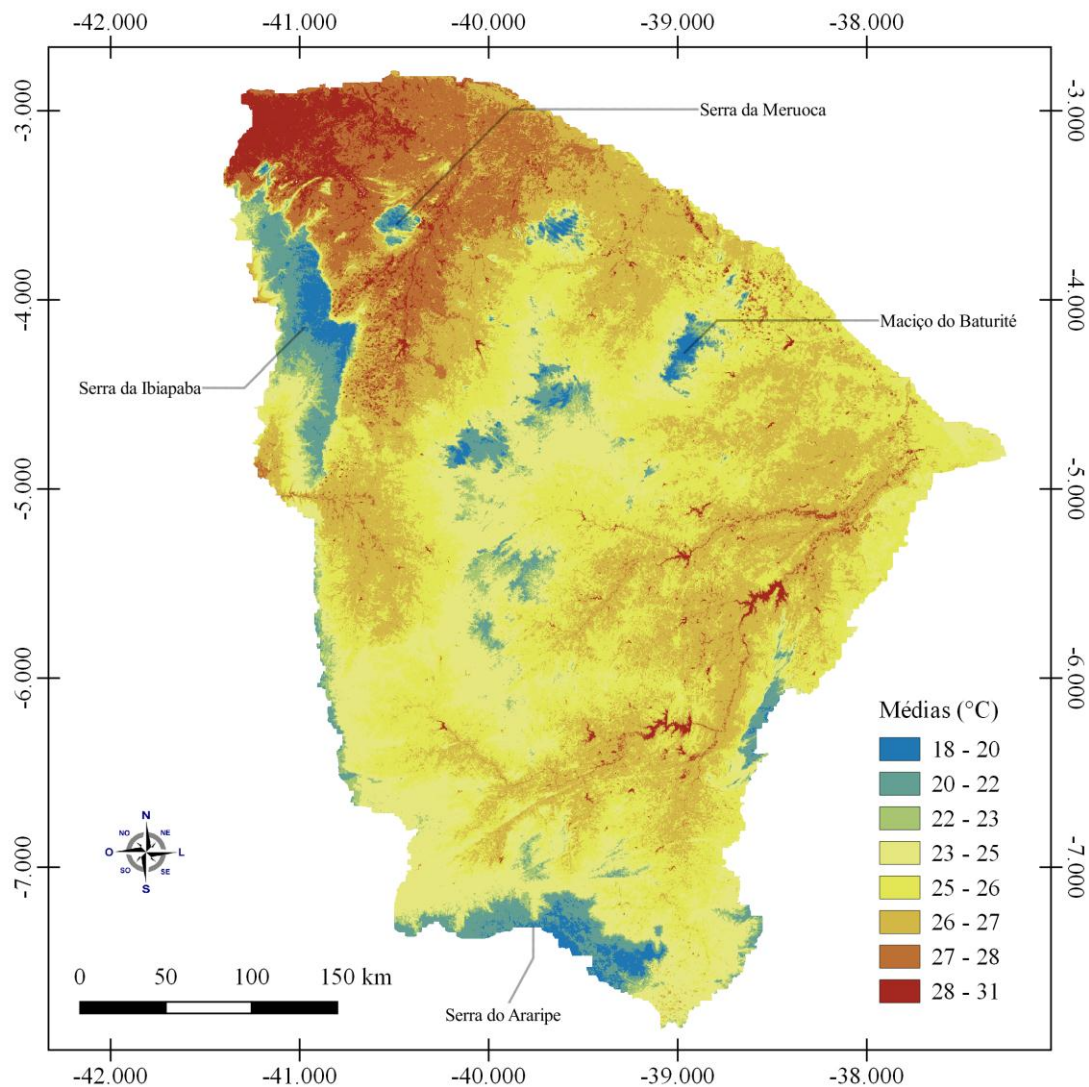 -42.000 -41.000 -40.000 -39.000 -38.000
-3.000 -3.000
Serra da Meruoca
-4.000 -4.000
Maciço do Baturité
Serra da Ibiapaba
-5.000 -5.000
-6.000 -6.000
Médias (°C)
18 - 20
20 - 22
22 - 23
23 - 25
25 - 26
26 - 27
27 - 28
28 - 31
N
NO NE
O L
SO SE
S
-7.000 -7.000
0 50 100 150 km
Serra do Araripe
-42.000 -41.000 -40.000 -39.000 -38.000